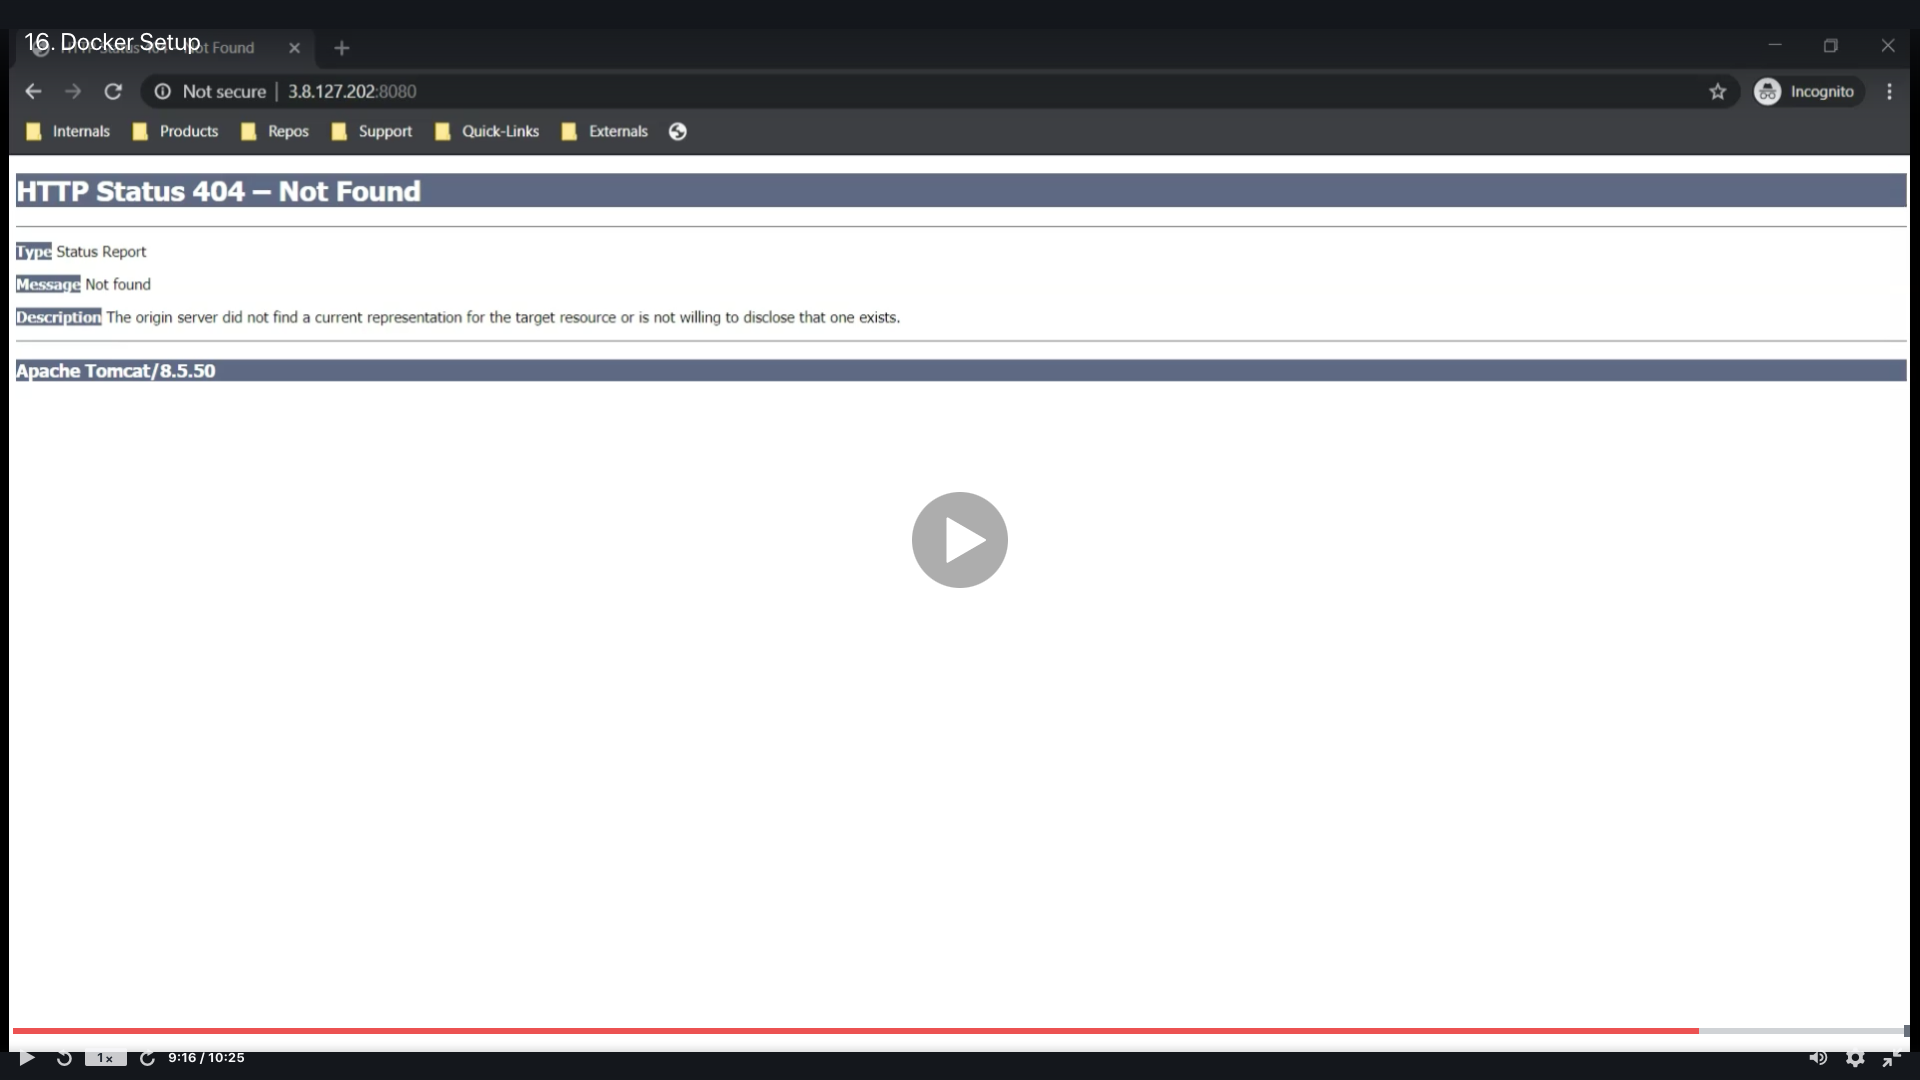 16. Docker Setup
Not Found
Not secure | 3.8.127.202:8080
Incognito
Internals Products Repos Support Quick-Links Externals
HTTP Status 404 – Not Found
Type Status Report
Message Not found
Description The origin server did not find a current representation for the target resource or is not willing to disclose that one exists.
Apache Tomcat/8.5.50
1x 9:16 / 10:25